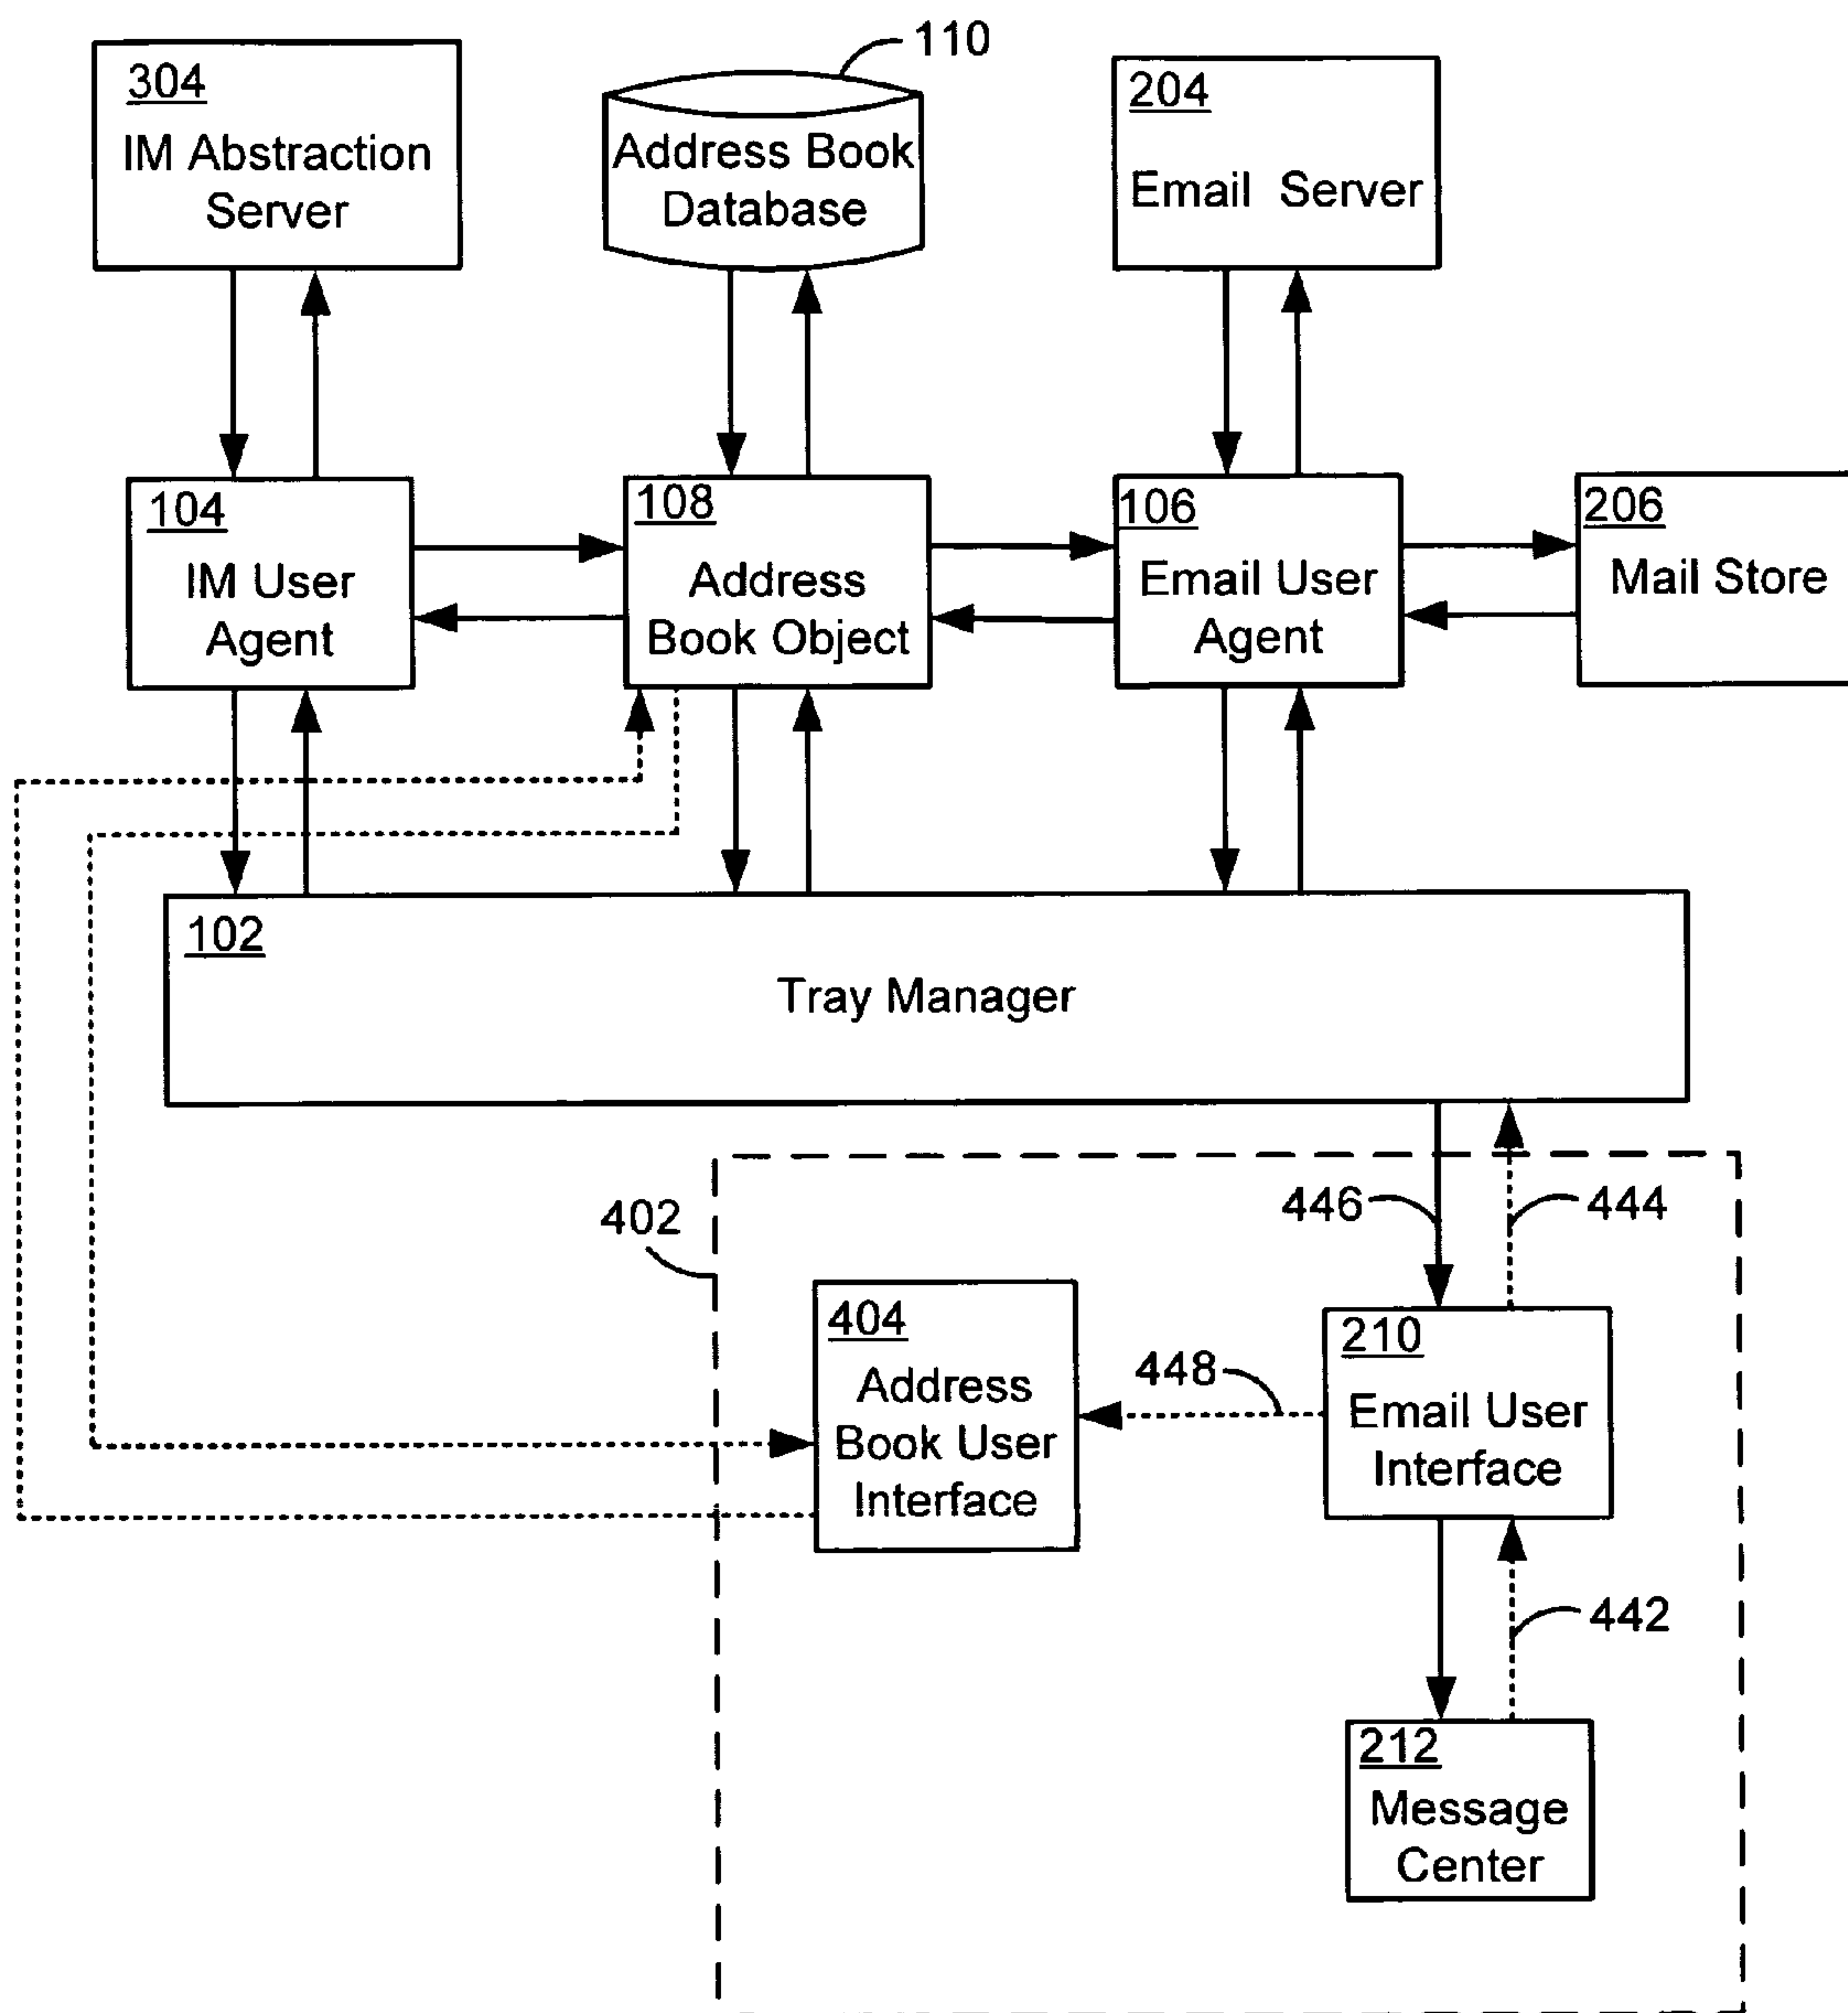 110
304
IM Abstraction
Server
Address Book
Database
204
Email Server
104
IM User
Agent
108
Address
Book Object
106
Email User
Agent
206
Mail Store
102
Tray Manager
402
446
444
404
Address
Book User
Interface
448
210
Email User
Interface
442
212
Message
Center